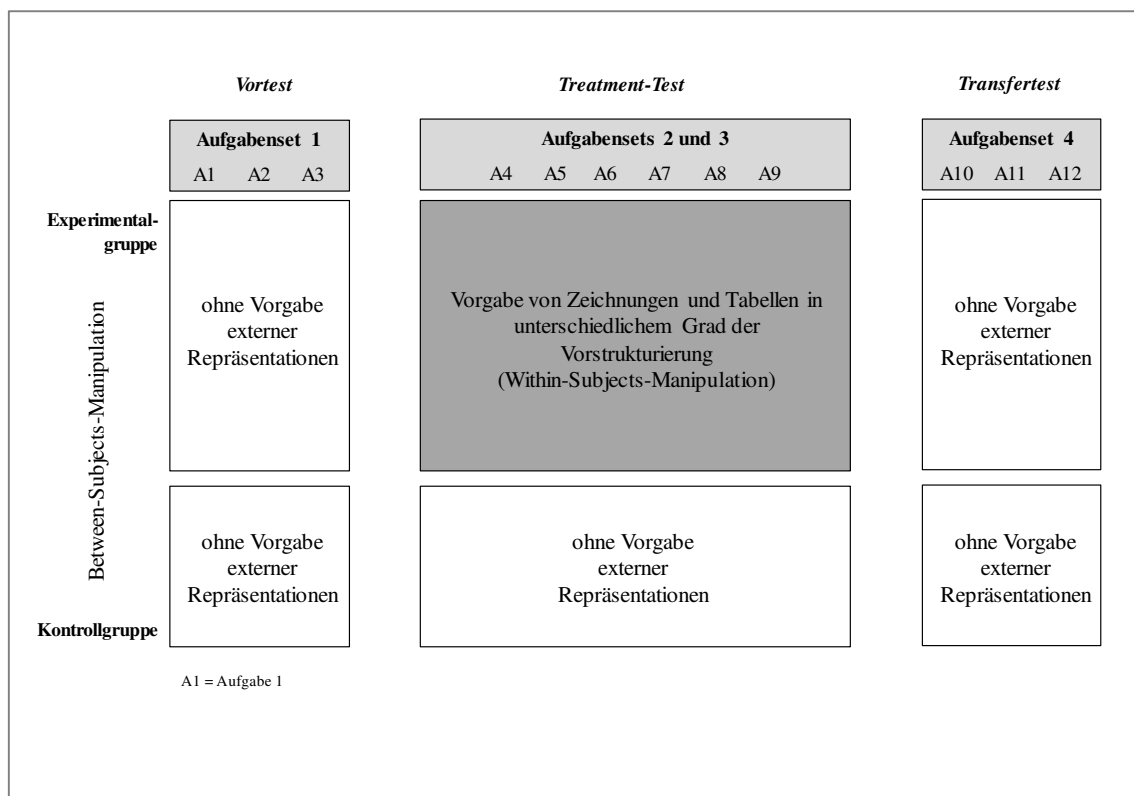 Vortest
Treatment-Test
Transfertest
Aufgabenset 1
A1 A2 A3
Aufgabensets 2 und 3
A4 A5 A6 A7 A8 A9
Aufgabenset 4
A10 A11 A12
Experimental-
gruppe
Between-Subjects-Manipulation
ohne Vorgabe
externer
Repräsentationen
Vorgabe von Zeichnungen und Tabellen in
unterschiedlichem Grad der
Vorstrukturierung
(Within-Subjects-Manipulation)
ohne Vorgabe
externer
Repräsentationen
ohne Vorgabe
externer
Repräsentationen
ohne Vorgabe
externer
Repräsentationen
ohne Vorgabe
externer
Repräsentationen
Kontrollgruppe
A1 = Aufgabe 1